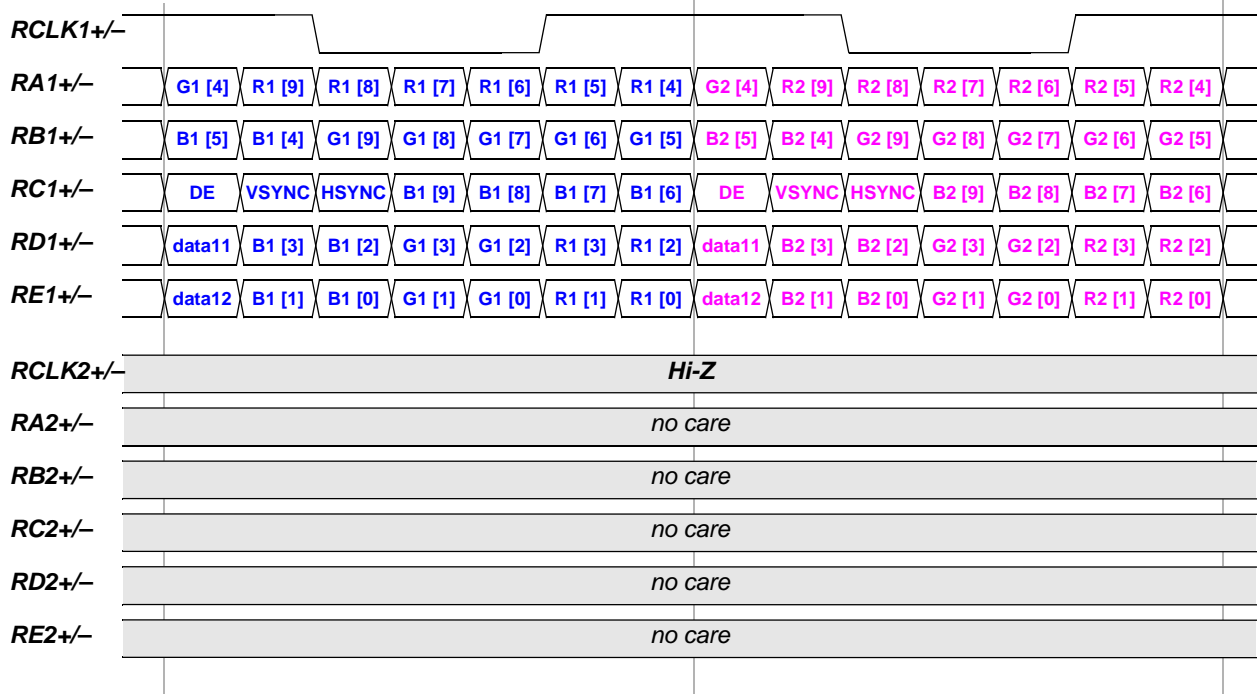 RCLK1+/–
RA1+/– G1 [4] R1 [9] R1 [8] R1 [7] R1 [6] R1 [5] R1 [4] G2 [4] R2 [9] R2 [8] R2 [7] R2 [6] R2 [5] R2 [4]
RB1+/– B1 [5] B1 [4] G1 [9] G1 [8] G1 [7] G1 [6] G1 [5] B2 [5] B2 [4] G2 [9] G2 [8] G2 [7] G2 [6] G2 [5]
RC1+/– DE VSYNC HSYNC B1 [9] B1 [8] B1 [7] B1 [6] DE VSYNC HSYNC B2 [9] B2 [8] B2 [7] B2 [6]
RD1+/– data11 B1 [3] B1 [2] G1 [3] G1 [2] R1 [3] R1 [2] data11 B2 [3] B2 [2] G2 [3] G2 [2] R2 [3] R2 [2]
RE1+/– data12 B1 [1] B1 [0] G1 [1] G1 [0] R1 [1] R1 [0] data12 B2 [1] B2 [0] G2 [1] G2 [0] R2 [1] R2 [0]
RCLK2+/– Hi-Z
RA2+/– no care
RB2+/– no care
RC2+/– no care
RD2+/– no care
RE2+/– no care